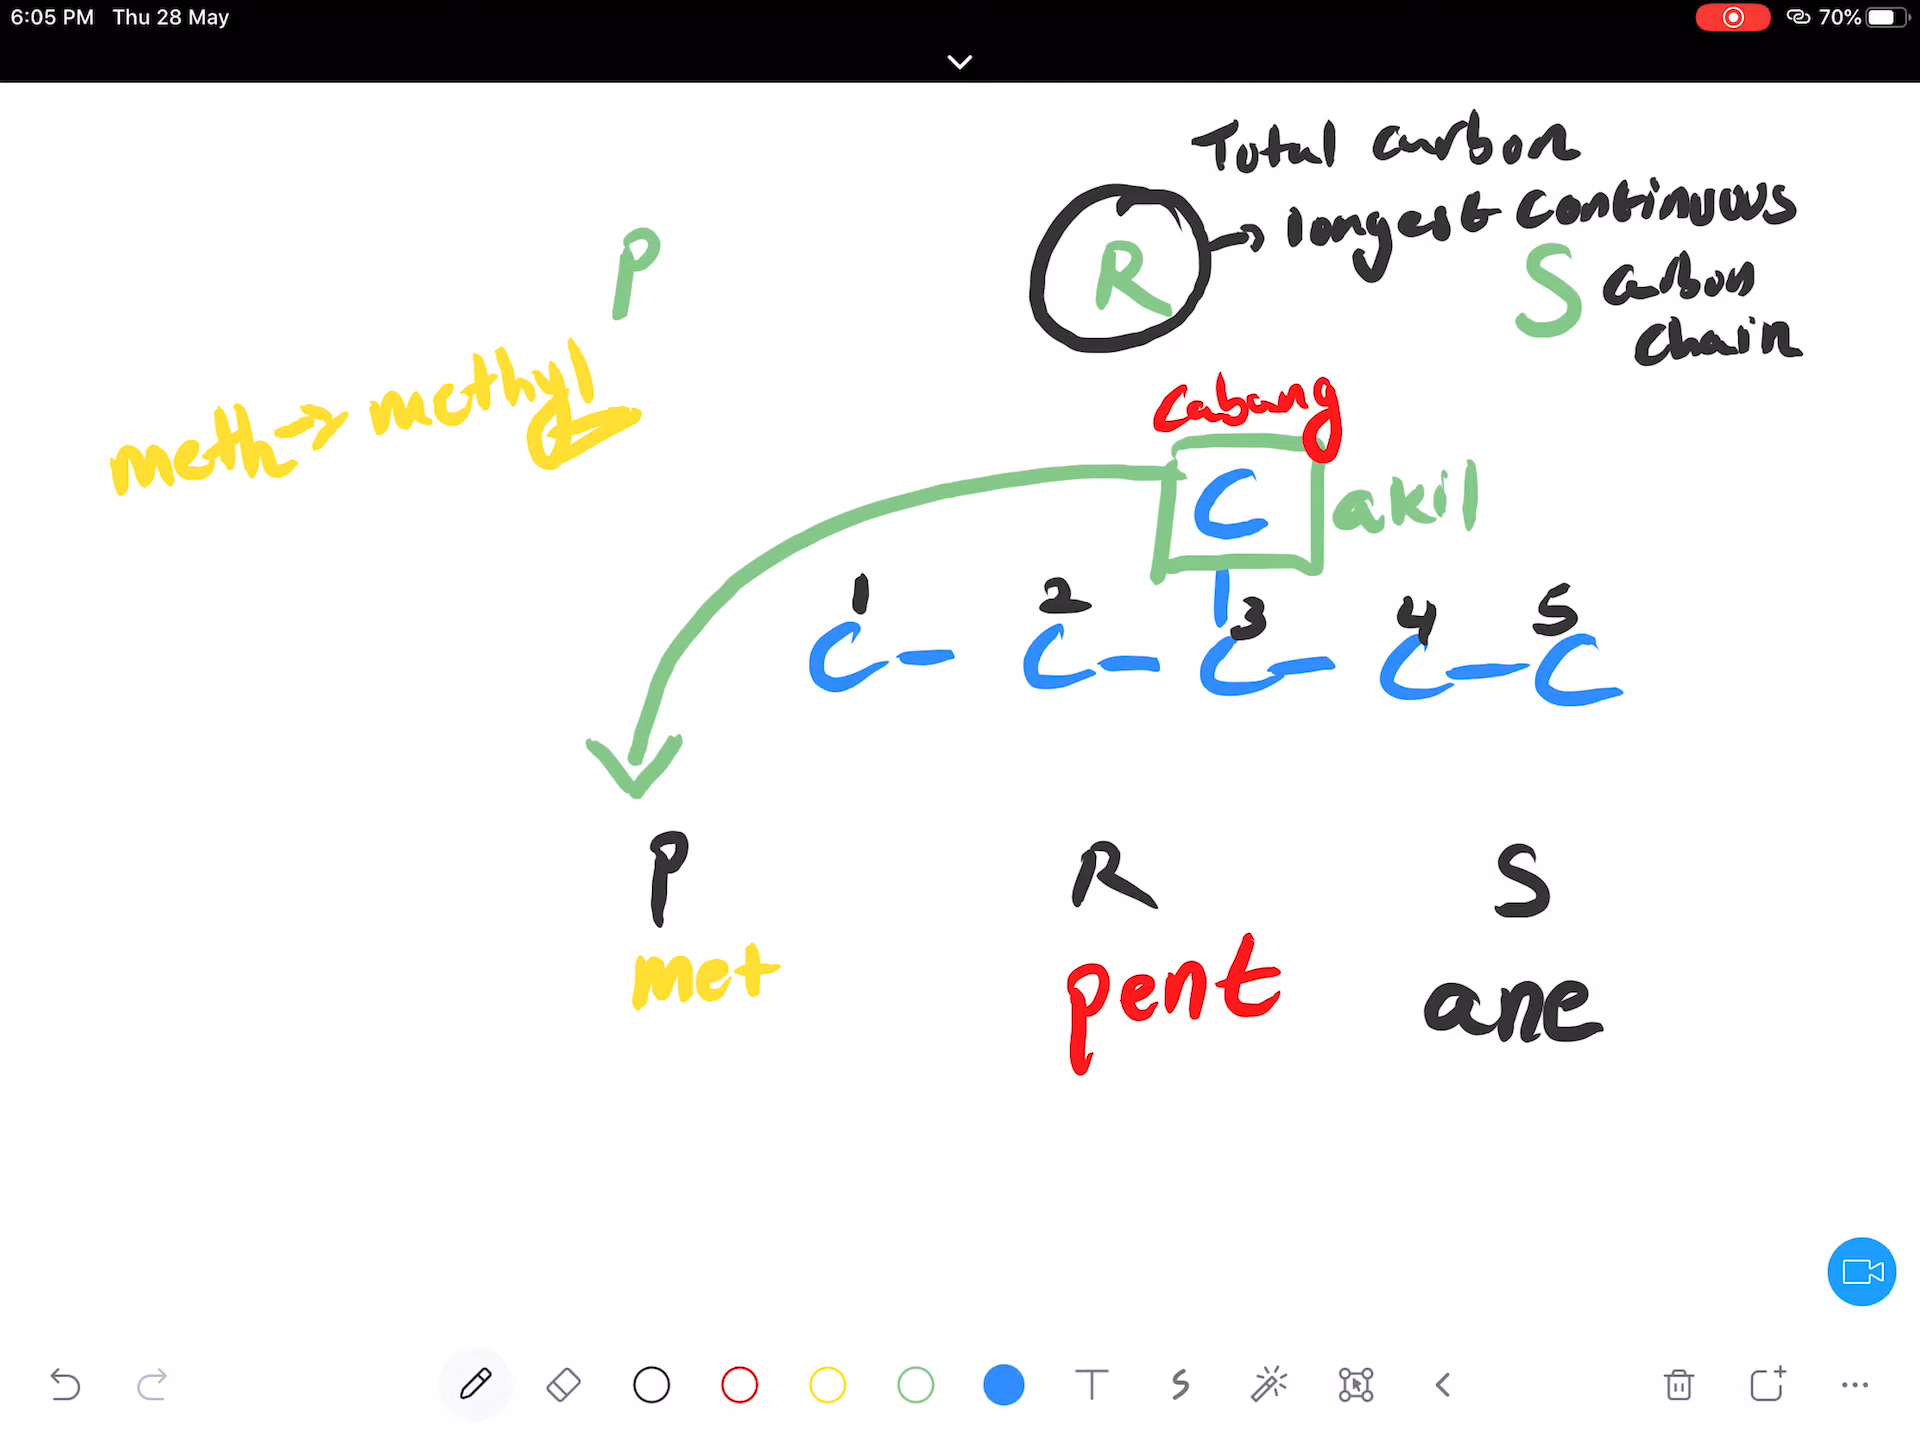 6:05 PM Thu 28 May
70%
Total carbon
P R → longest continuous
S carbon
chain
meth → methyl
cabang
C akil
1 2 3 4 5
C - C - C - C - C
P R S
met pent ane
T